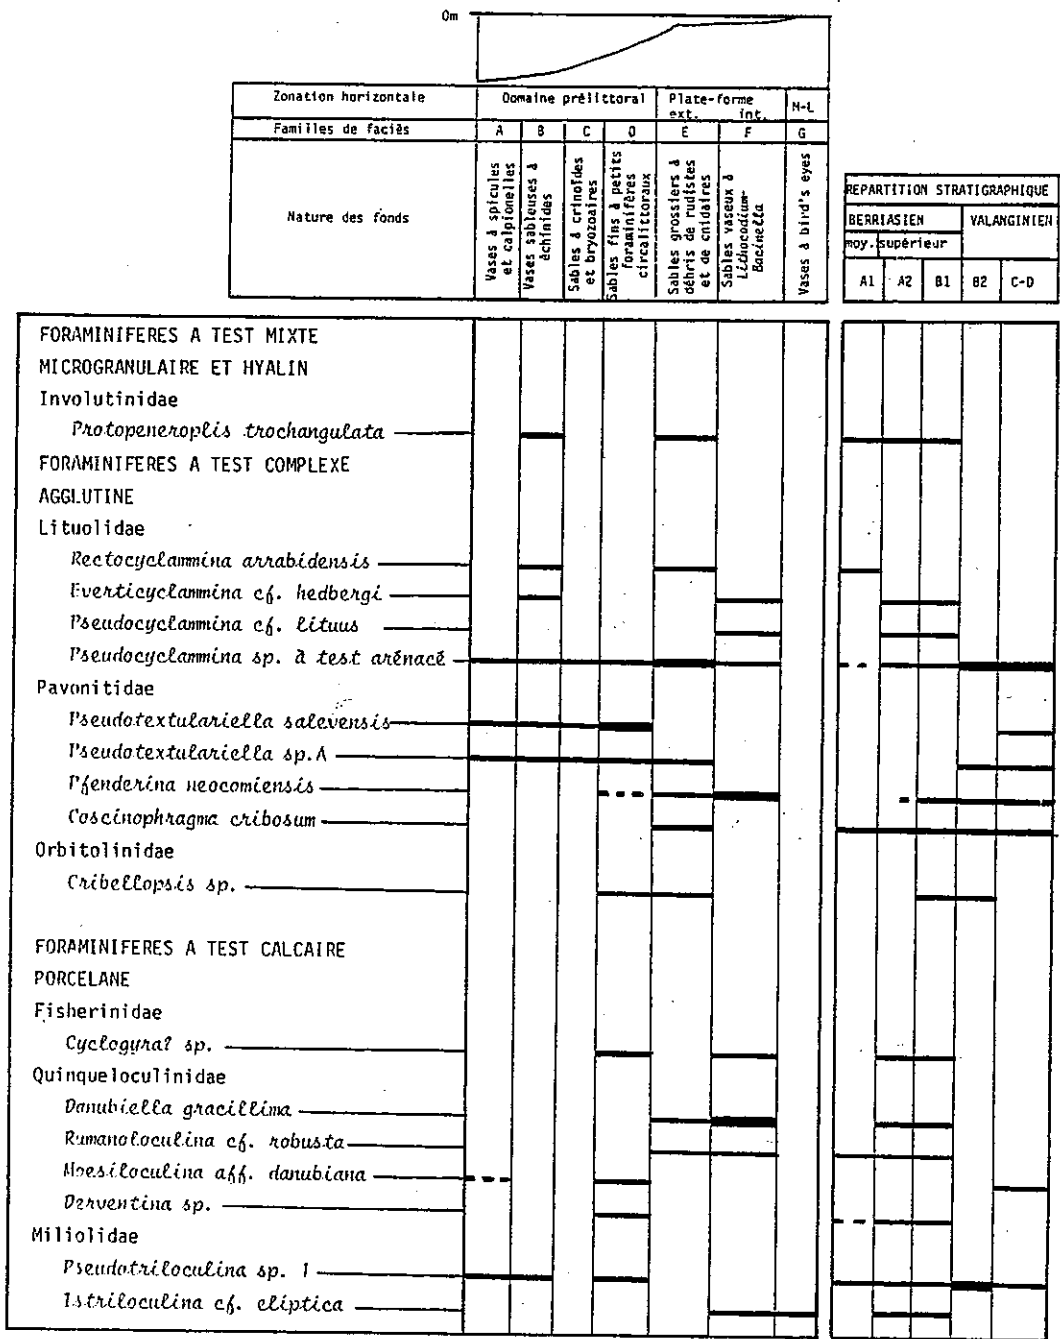 0m
Zonation horizontale
Domaine prélittoral
Plate-forme
ext. int.
M-L
Familles de faciès
A B C D E F G
Nature des fonds
Vases à spicules
et calpionelles
Vases sableuses à
échinides
Sables à crinoïdes
et bryozoaires
Sables fins à petits
foraminifères
circalittoraux
Sables grossiers à
débris de rudistes
et de cnidaires
Sables vaseux à
Lithocodium-
Bacinella
Vases à bird's eyes
REPARTITION STRATIGRAPHIQUE
BERRIASIEN VALANGINIEN
moy. supérieur
A1 A2 B1 B2 C-D
FORAMINIFERES A TEST MIXTE
MICROGRANULAIRE ET HYALIN
Involutinidae
Protopeneroplis trochangulata
FORAMINIFERES A TEST COMPLEXE
AGGLUTINE
Lituolidae
Rectocyclammina arrabidensis
Everticyclammina cf. hedbergi
Pseudocyclammina cf. lituus
Pseudocyclammina sp. à test arénacé
Pavonitidae
Pseudotextulariella salevensis
Pseudotextulariella sp.A
Pfenderina neocomiensis
Coscinophragma cribosum
Orbitolinidae
Cribellopsis sp.
FORAMINIFERES A TEST CALCAIRE
PORCELANE
Fisherinidae
Cyclogyra? sp.
Quinqueloculinidae
Danubiella gracillima
Rumanoloculina cf. robusta
Moesiloculina aff. danubiana
Derventina sp.
Miliolidae
Pseudotriloculina sp. 1
Istriloculina cf. eliptica